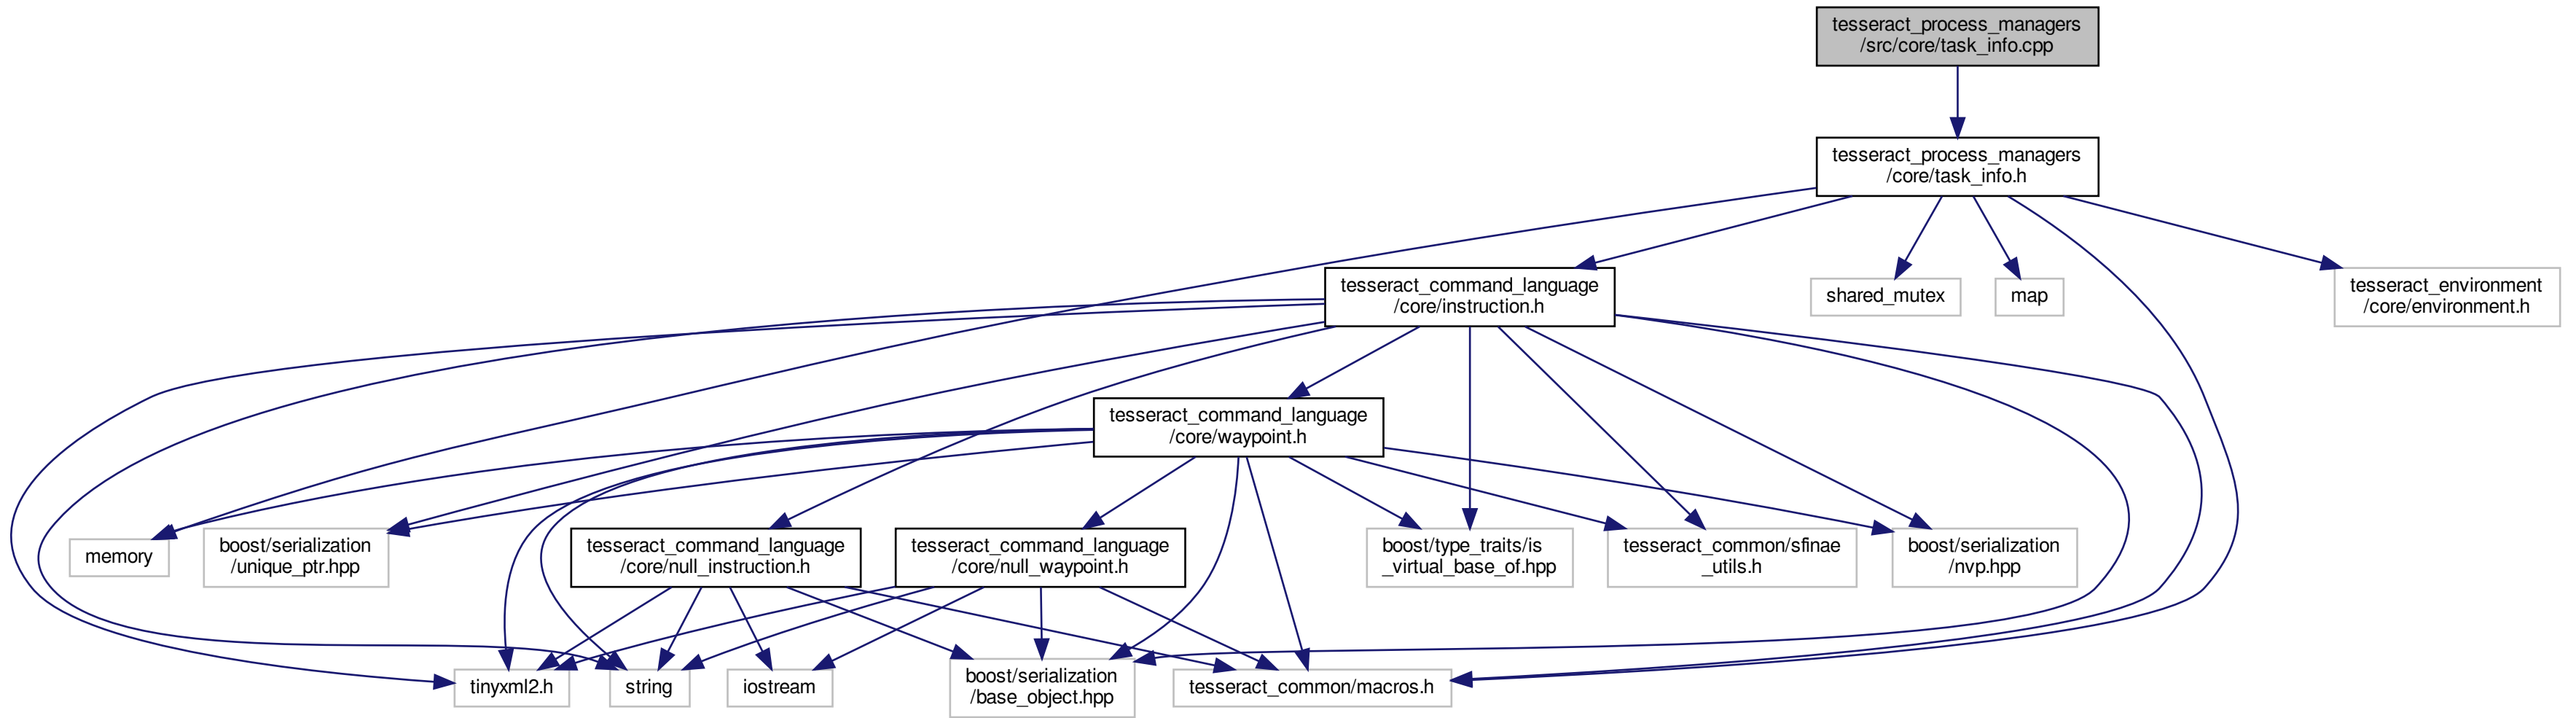 tesseract_process_managers
/src/core/task_info.cpp
tesseract_process_managers
/core/task_info.h
tesseract_command_language
/core/instruction.h
shared_mutex
map
tesseract_environment
/core/environment.h
tesseract_command_language
/core/waypoint.h
memory
boost/serialization
/unique_ptr.hpp
tesseract_command_language
/core/null_instruction.h
tesseract_command_language
/core/null_waypoint.h
boost/type_traits/is
_virtual_base_of.hpp
tesseract_common/sfinae
_utils.h
boost/serialization
/nvp.hpp
tinyxml2.h
string
iostream
boost/serialization
/base_object.hpp
tesseract_common/macros.h